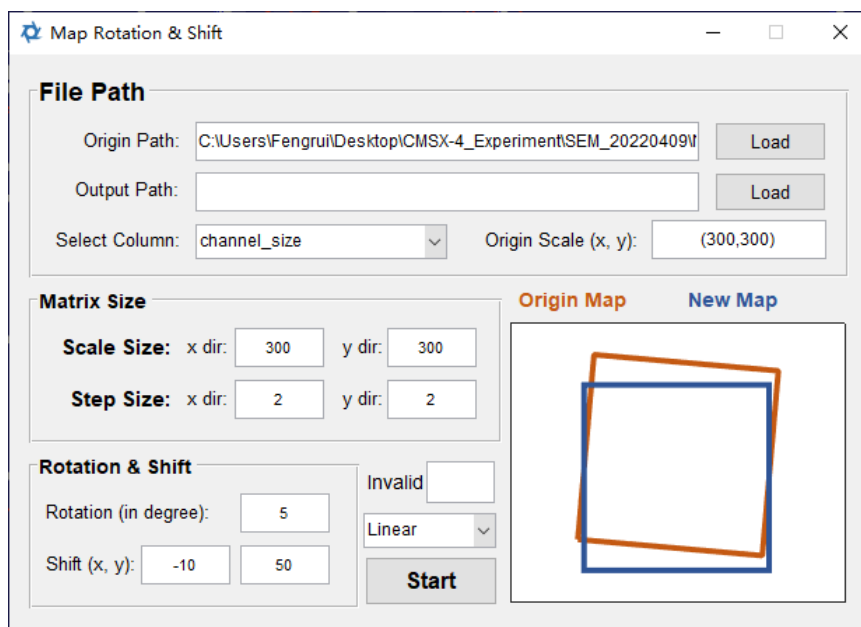 Map Rotation & Shift
File Path
Origin Path: C:\Users\Fengrui\Desktop\CMSX-4_Experiment\SEM_20220409\ Load
Output Path: Load
Select Column: channel_size Origin Scale (x, y): (300,300)
Matrix Size
Scale Size: x dir: 300 y dir: 300
Step Size: x dir: 2 y dir: 2
Origin Map New Map
Rotation & Shift
Rotation (in degree): 5
Shift (x, y): -10 50
Invalid
Linear
Start